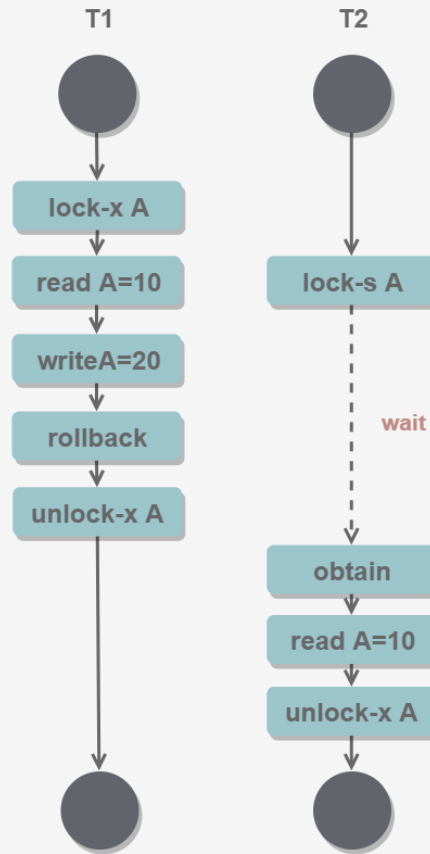 T1
T2
lock-x A
read A=10
writeA=20
rollback
unlock-x A
lock-s A
wait
obtain
read A=10
unlock-x A